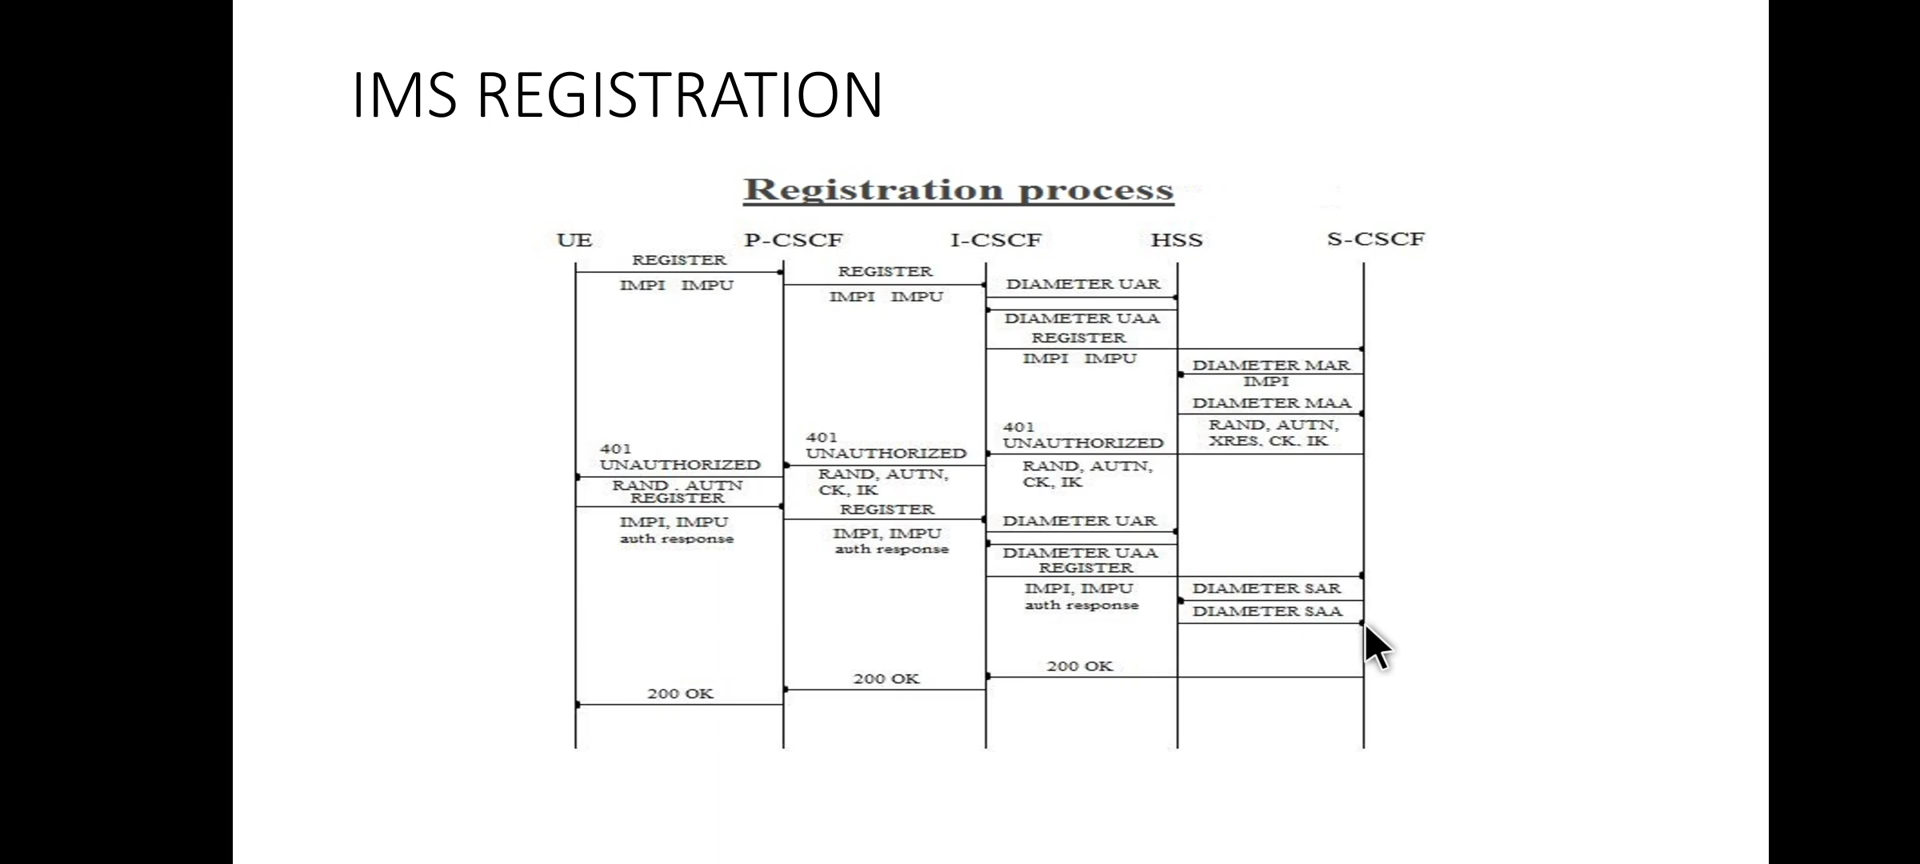 IMS REGISTRATION
Registration process
UE P-CSCF I-CSCF HSS S-CSCF
REGISTER
IMPI IMPU
REGISTER
IMPI IMPU
DIAMETER UAR
DIAMETER UAA
REGISTER
IMPI IMPU
DIAMETER MAR
IMPI
DIAMETER MAA
RAND, AUTN,
XRES, CK, IK
401
UNAUTHORIZED
RAND, AUTN,
CK, IK
401
UNAUTHORIZED
RAND, AUTN,
CK, IK
401
UNAUTHORIZED
RAND . AUTN
REGISTER
IMPI, IMPU
auth response
REGISTER
IMPI, IMPU
auth response
DIAMETER UAR
DIAMETER UAA
REGISTER
IMPI, IMPU
auth response
DIAMETER SAR
DIAMETER SAA
200 OK
200 OK
200 OK